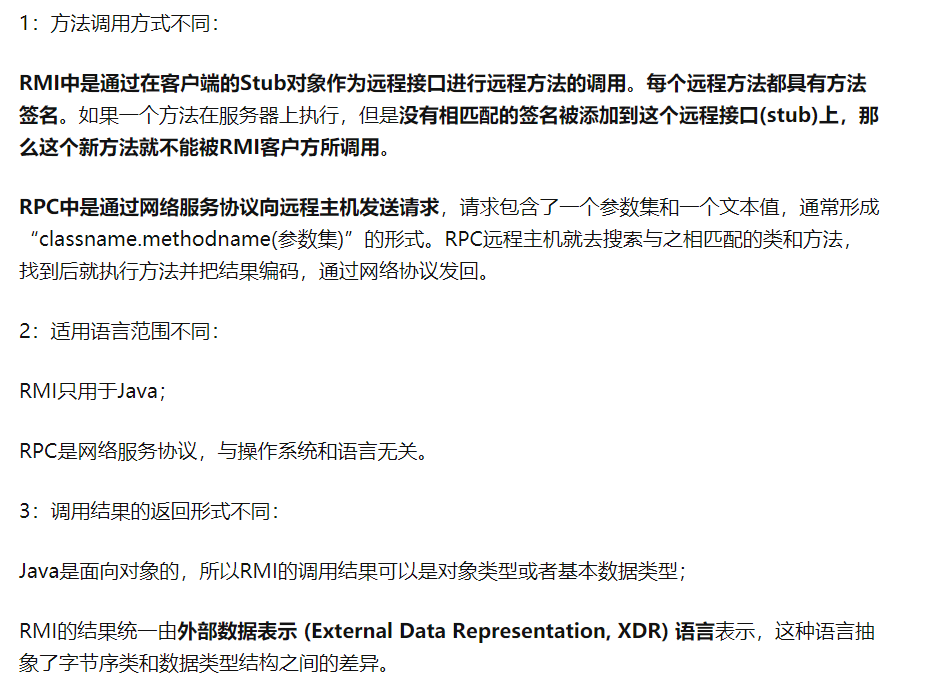 1：方法调用方式不同：
RMI中是通过在客户端的Stub对象作为远程接口进行远程方法的调用。每个远程方法都具有方法
签名。如果一个方法在服务器上执行，但是没有相匹配的签名被添加到这个远程接口(stub)上，那
么这个新方法就不能被RMI客户方所调用。
RPC中是通过网络服务协议向远程主机发送请求，请求包含了一个参数集和一个文本值，通常形成
“classname.methodname(参数集)”的形式。RPC远程主机就去搜索与之相匹配的类和方法，
找到后就执行方法并把结果编码，通过网络协议发回。
2：适用语言范围不同：
RMI只用于Java；
RPC是网络服务协议，与操作系统和语言无关。
3：调用结果的返回形式不同：
Java是面向对象的，所以RMI的调用结果可以是对象类型或者基本数据类型；
RMI的结果统一由外部数据表示 (External Data Representation, XDR) 语言表示，这种语言抽
象了字节序类和数据类型结构之间的差异。